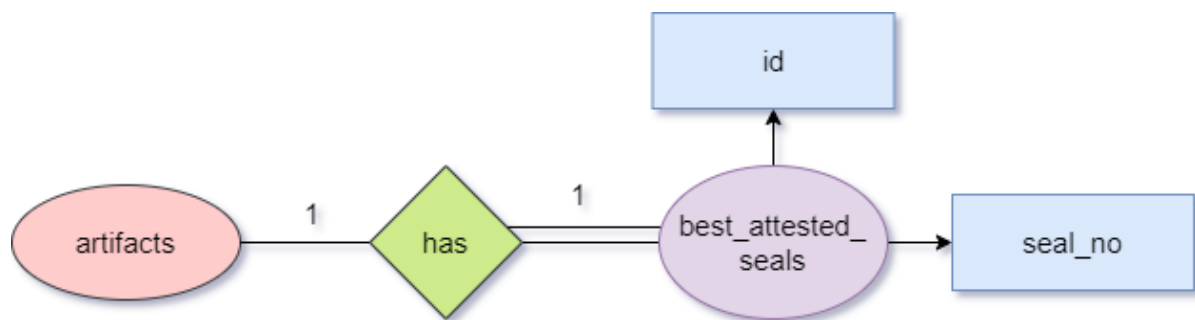 id
1
1
artifacts
has
best_attested_
seals
seal_no